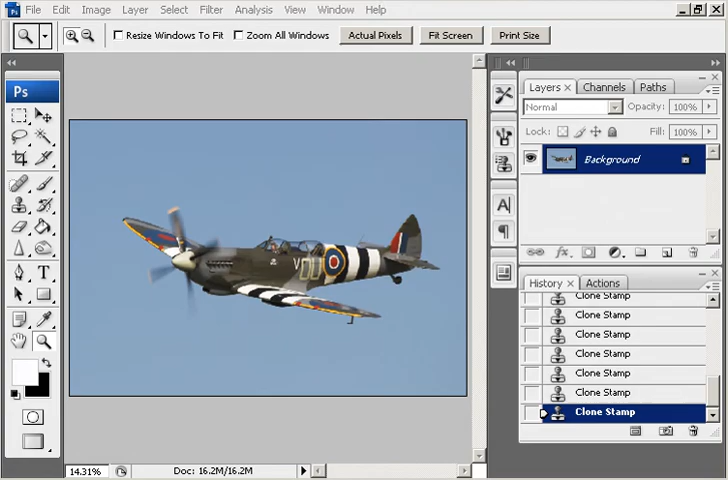 File Edit Image Layer Select Filter Analysis View Window Help
Resize Windows To Fit Zoom All Windows Actual Pixels Fit Screen Print Size
Ps
Layers Channels Paths
Normal Opacity: 100%
Lock: Fill: 100%
Background
History Actions
Clone Stamp
Clone Stamp
Clone Stamp
Clone Stamp
Clone Stamp
Clone Stamp
Clone Stamp
14.31% Doc: 16.2M/16.2M